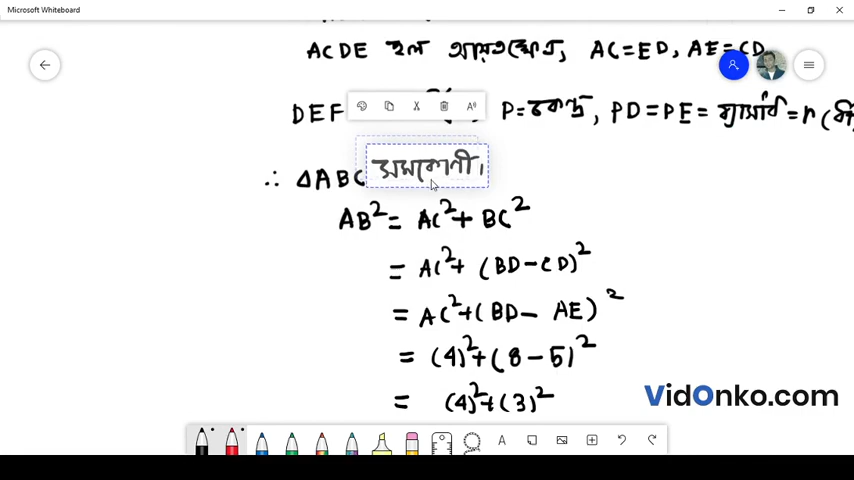 Microsoft Whiteboard
ACDE হল আয়তক্ষেত্র, AC=ED, AE=CD
DEF P=কেন্দ্র, PD=PE=ব্যাসার্ধ=r
∴ ΔABC সমকোণী।
AB²= AC²+ BC²
= AC²+ (BD-CD)²
= AC²+(BD- AE)²
= (4)²+(8-5)²
= (4)²+(3)²
VidOnko.com